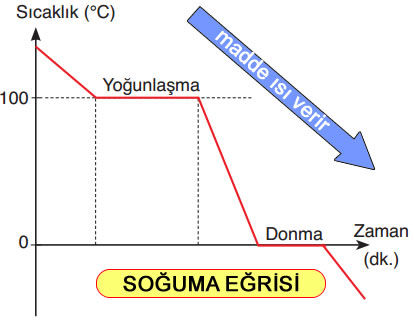 Sıcaklık (°C)
madde ısı verir
Yoğunlaşma
100
Donma
Zaman
(dk.)
0
SOĞUMA EĞRİSİ